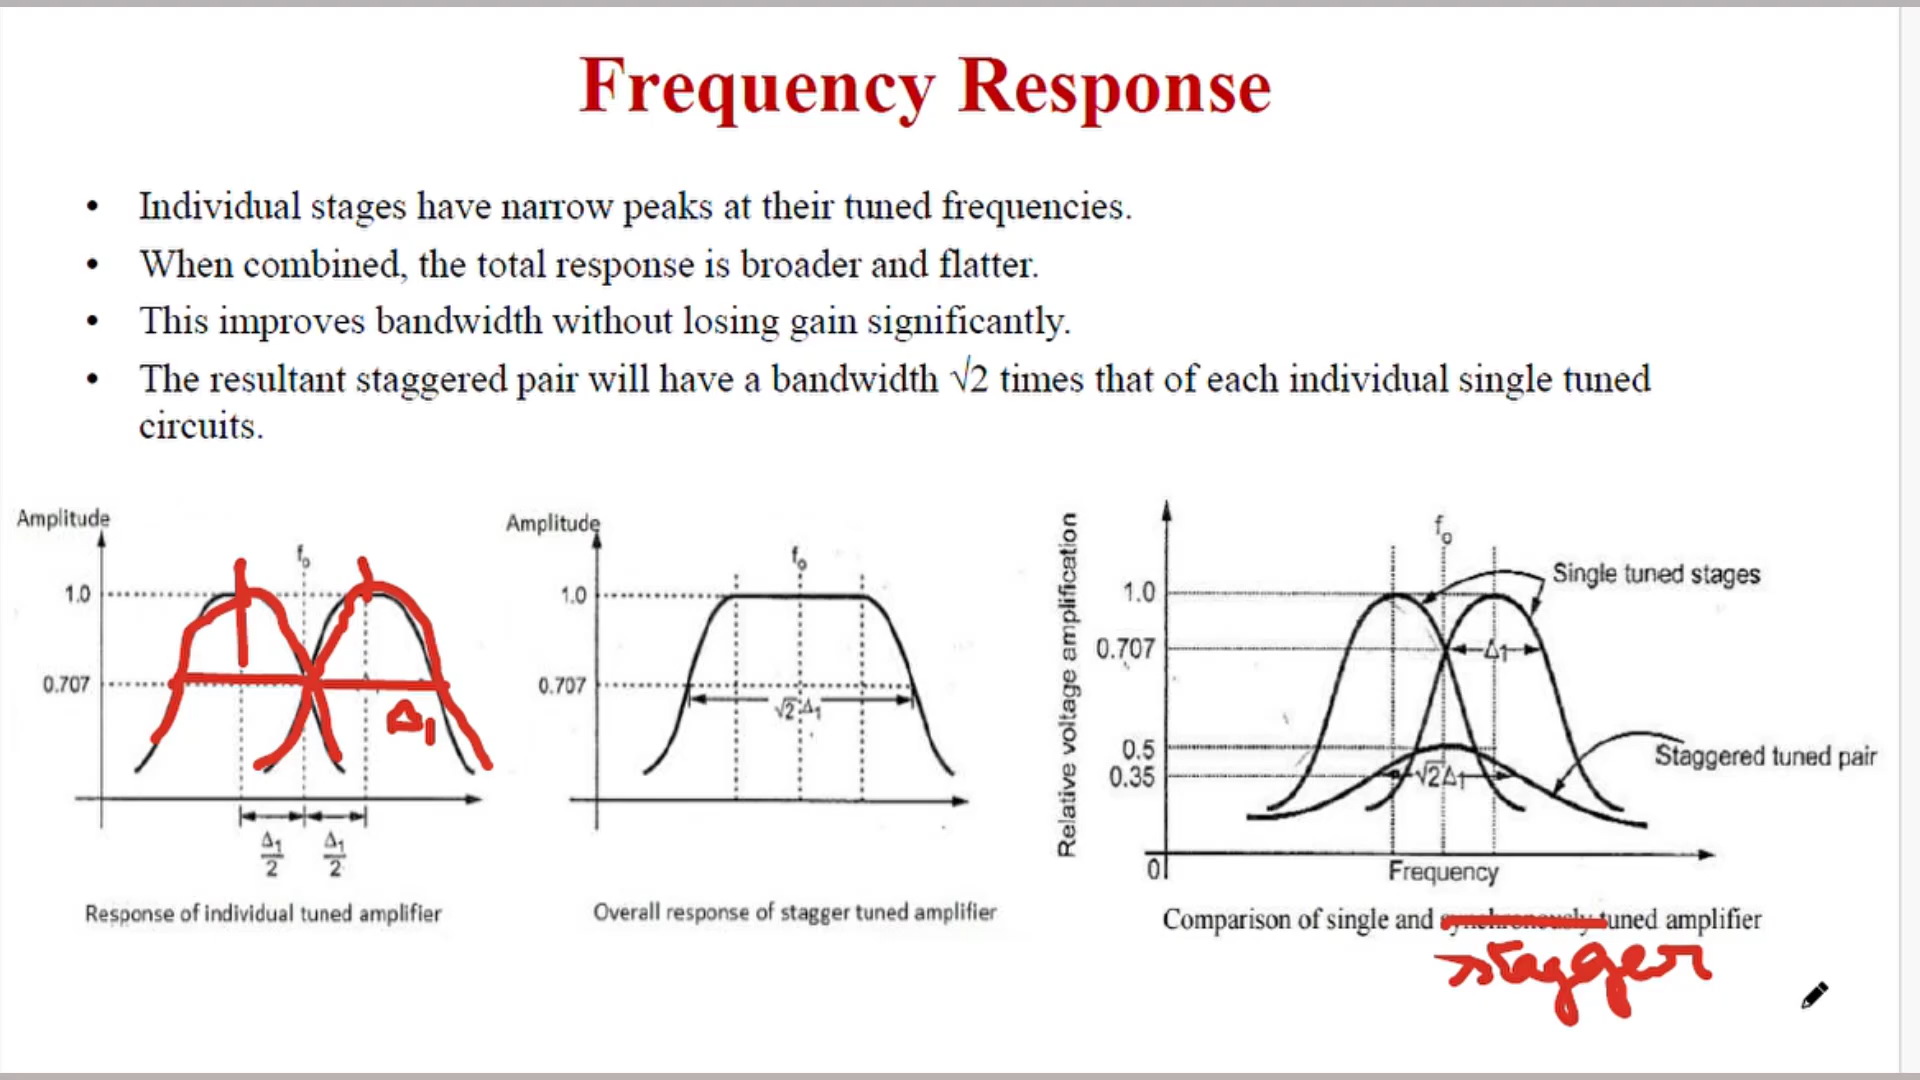 Frequency Response
• Individual stages have narrow peaks at their tuned frequencies.
• When combined, the total response is broader and flatter.
• This improves bandwidth without losing gain significantly.
• The resultant staggered pair will have a bandwidth √2 times that of each individual single tuned
circuits.
Amplitude
f₀
1.0
0.707
Δ₁
Δ₁/2 Δ₁/2
Response of individual tuned amplifier
Amplitude
f₀
1.0
0.707
√2 Δ₁
Overall response of stagger tuned amplifier
Relative voltage amplification
f₀
Single tuned stages
1.0
0.707
Δ₁
0.5
0.35
√2Δ₁
Staggered tuned pair
0
Frequency
Comparison of single and synchronously tuned amplifier
stagger